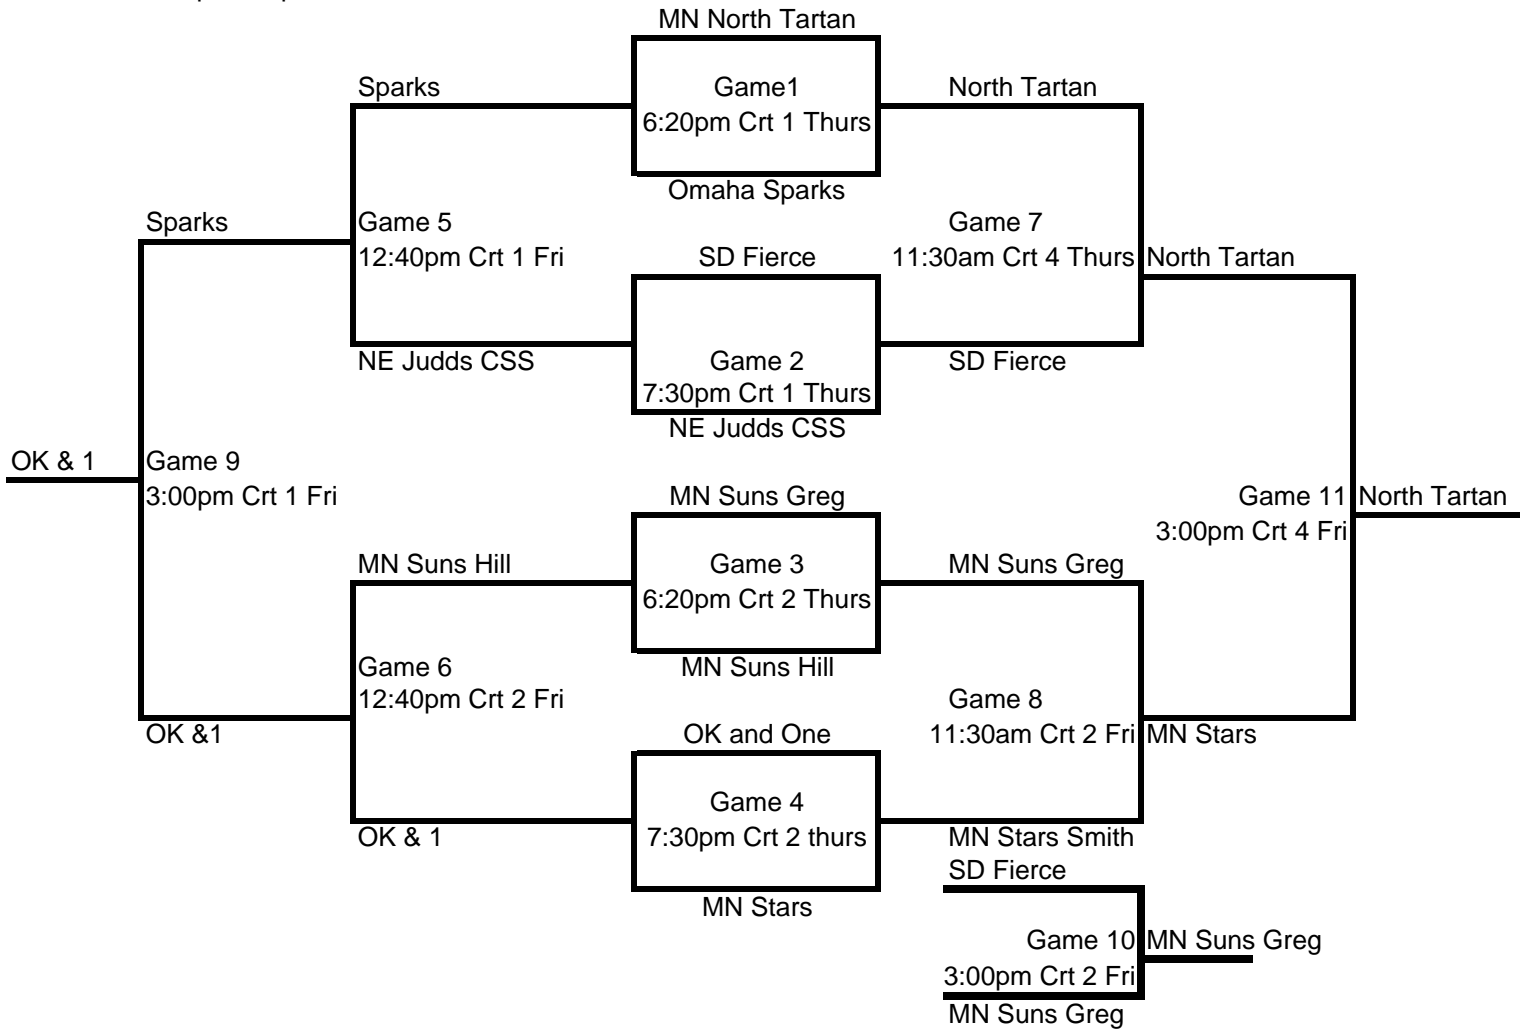 MN North Tartan
Sparks
Game1
North Tartan
6:20pm Crt 1 Thurs
Omaha Sparks
Sparks
Game 5
Game 7
12:40pm Crt 1 Fri
SD Fierce
11:30am Crt 4 Thurs
North Tartan
NE Judds CSS
Game 2
SD Fierce
7:30pm Crt 1 Thurs
NE Judds CSS
OK & 1
Game 9
3:00pm Crt 1 Fri
MN Suns Greg
Game 11
North Tartan
3:00pm Crt 4 Fri
MN Suns Hill
Game 3
MN Suns Greg
6:20pm Crt 2 Thurs
Game 6
MN Suns Hill
12:40pm Crt 2 Fri
Game 8
OK &1
OK and One
11:30am Crt 2 Fri
MN Stars
Game 4
OK & 1
7:30pm Crt 2 thurs
MN Stars Smith
SD Fierce
MN Stars
Game 10
MN Suns Greg
3:00pm Crt 2 Fri
MN Suns Greg